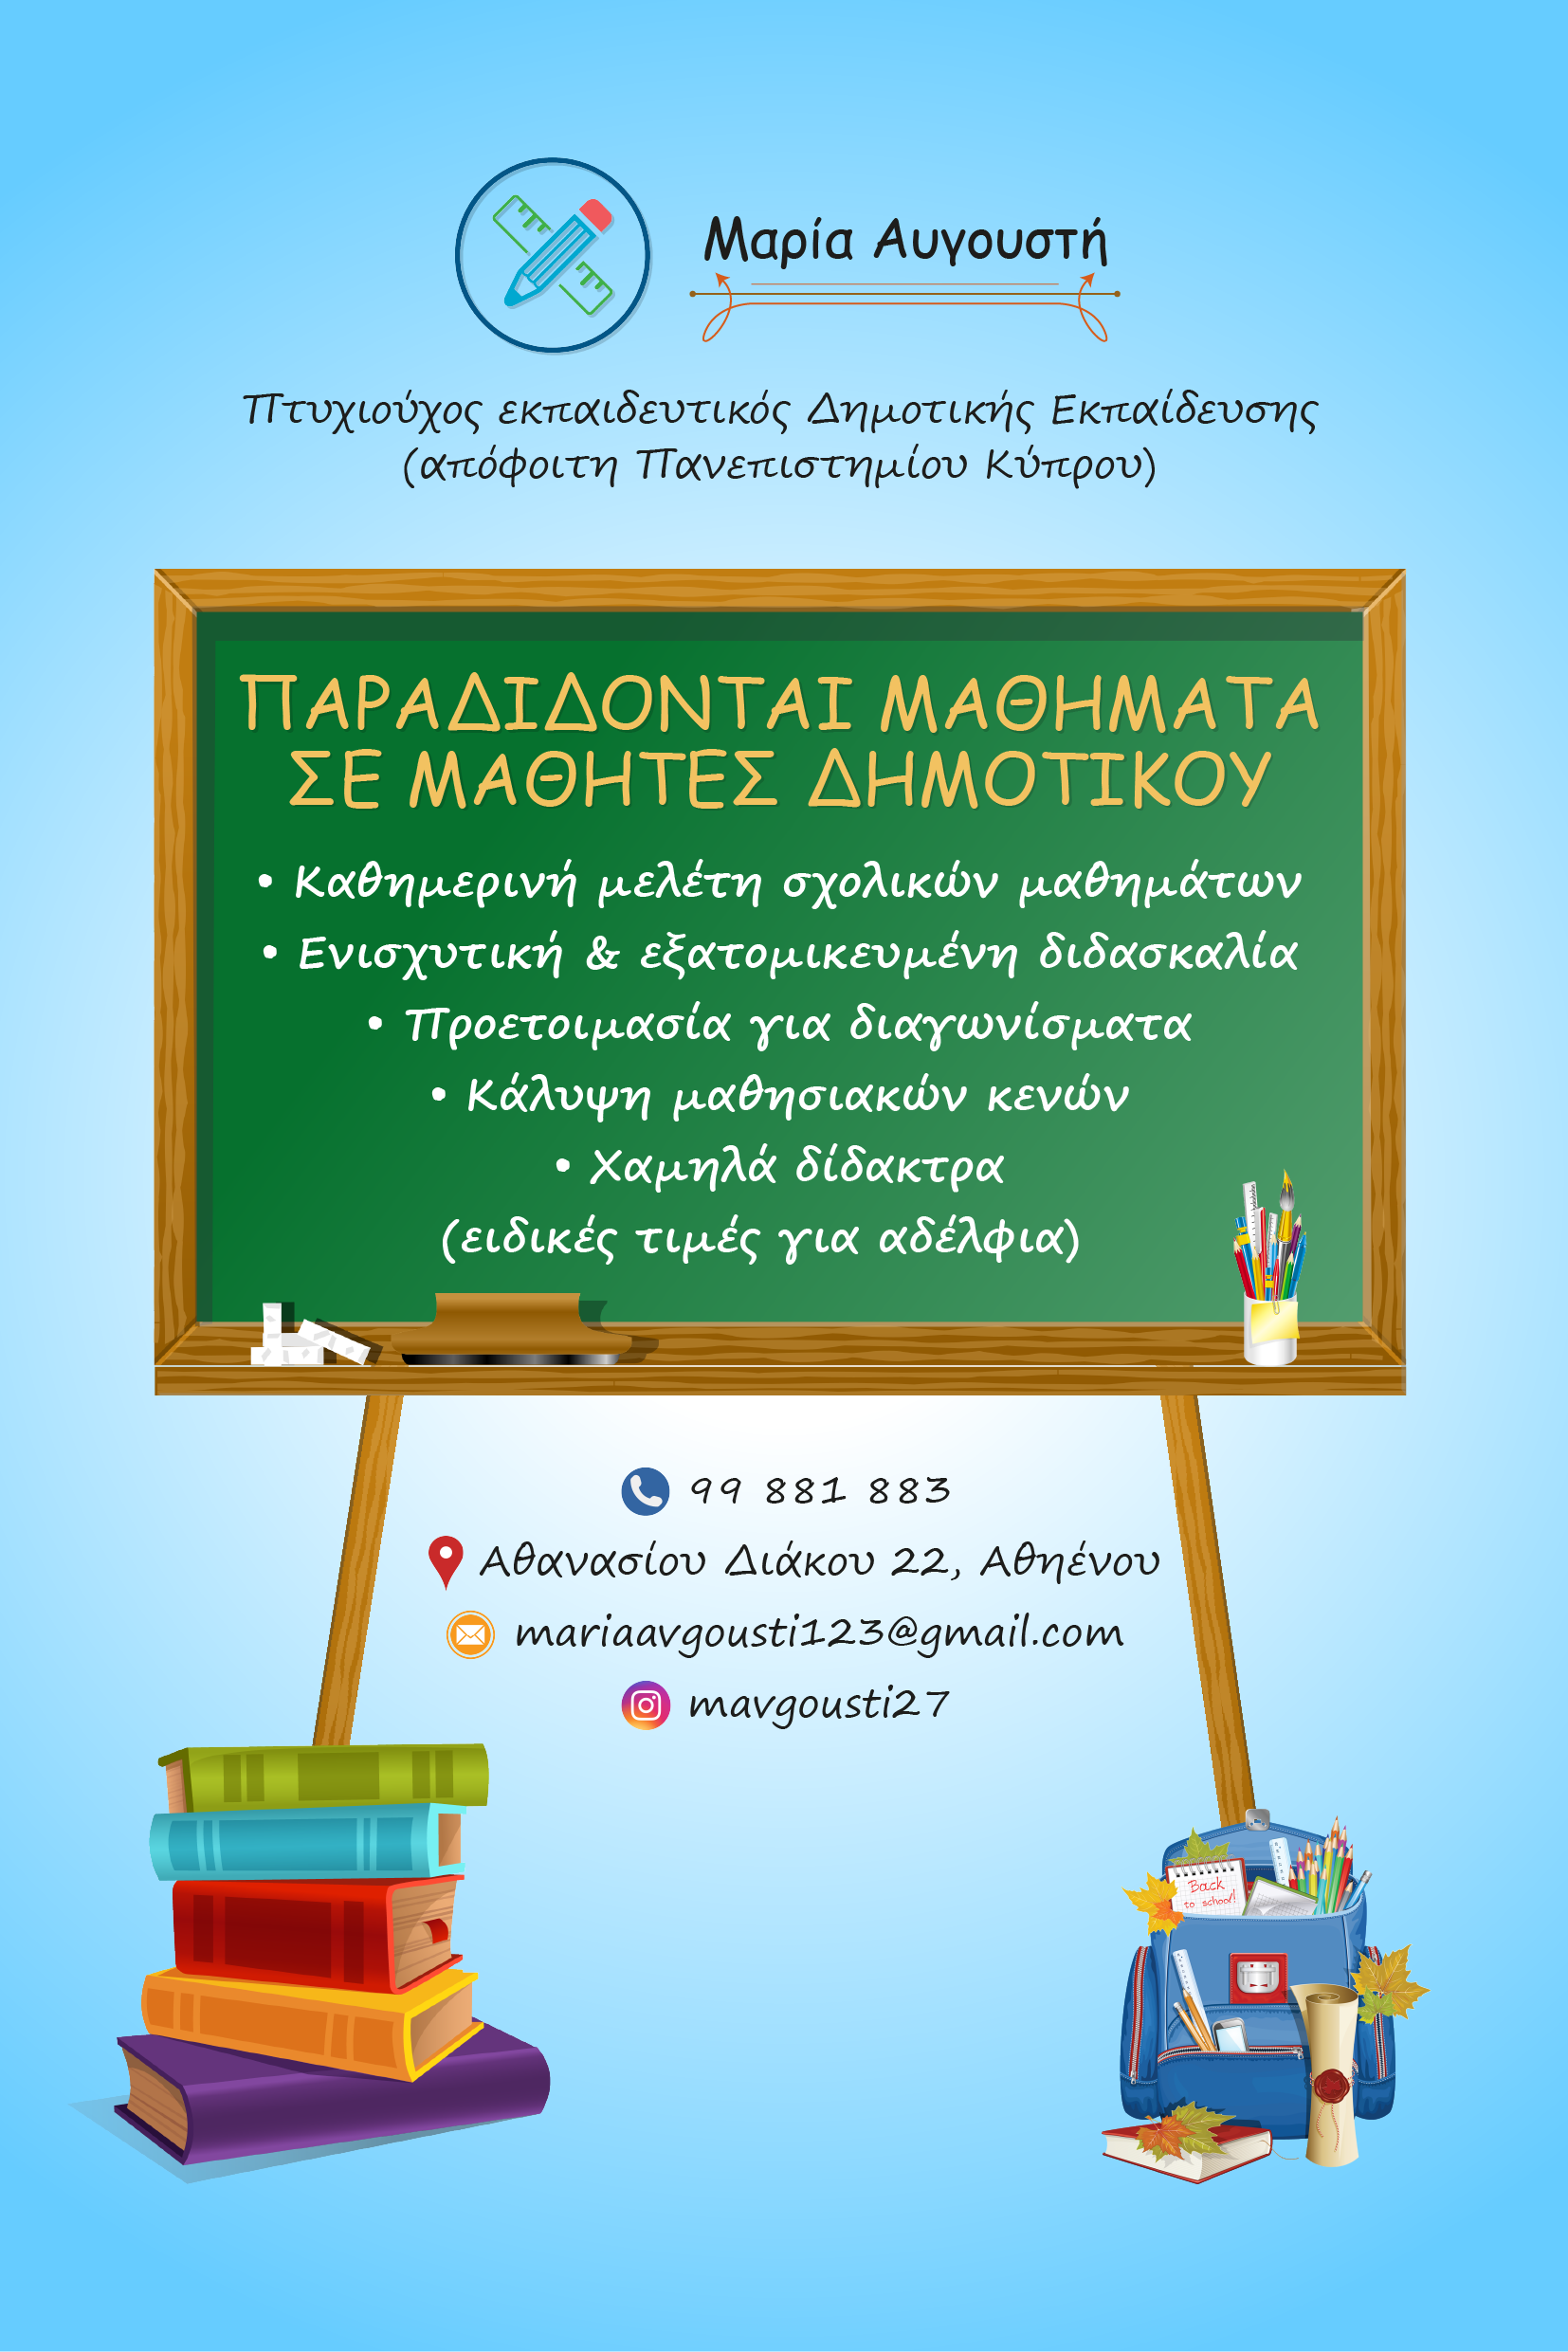 Μαρία Αυγουστή
Πτυχιούχος εκπαιδευτικός Δημοτικής Εκπαίδευσης
(απόφοιτη Πανεπιστημίου Κύπρου)
ΠΑΡΑΔΙΔΟΝΤΑΙ ΜΑΘΗΜΑΤΑ
ΣΕ ΜΑΘΗΤΕΣ ΔΗΜΟΤΙΚΟΥ
• Καθημερινή μελέτη σχολικών μαθημάτων
• Ενισχυτική & εξατομικευμένη διδασκαλία
• Προετοιμασία για διαγωνίσματα
• Κάλυψη μαθησιακών κενών
• Χαμηλά δίδακτρα
(ειδικές τιμές για αδέλφια)
99 881 883
Αθανασίου Διάκου 22, Αθηένου
mariaavgousti123@gmail.com
mavgousti27
Back
to school!